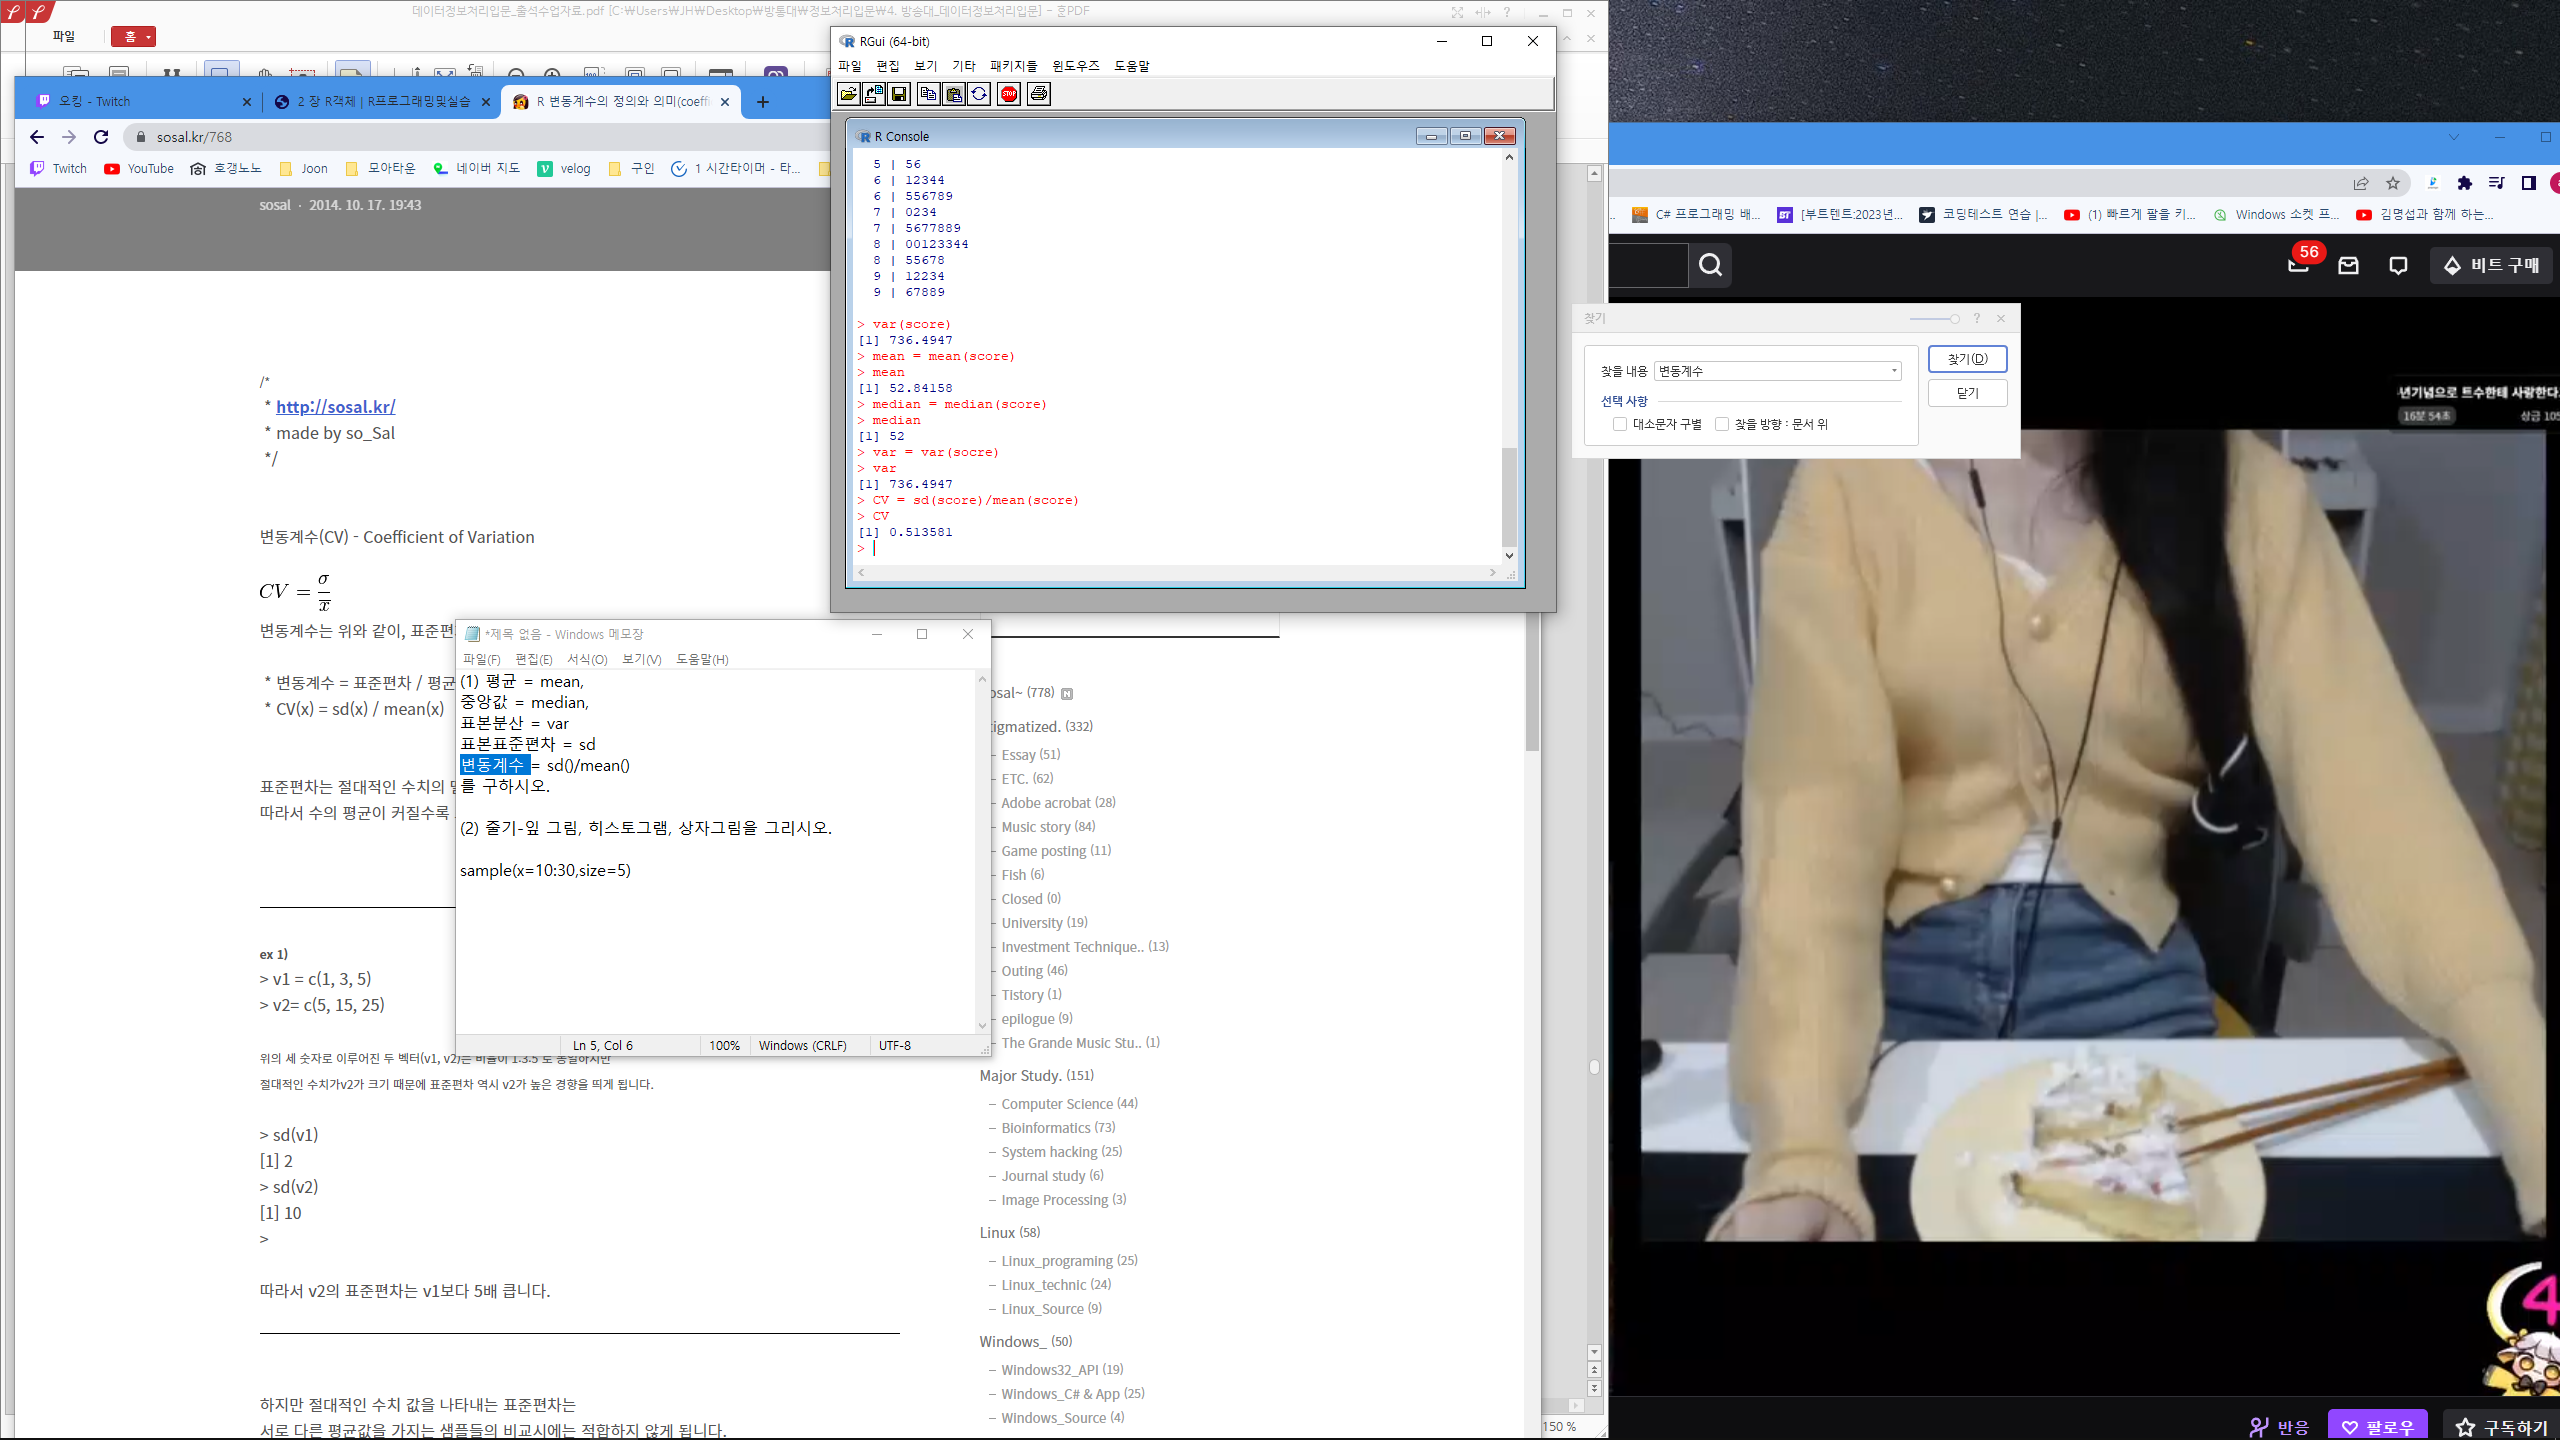 데이터정보처리입문_출석수업자료.pdf [C:₩Users₩JH₩Desktop₩방통대₩정보처리입문₩4. 방송대_데이터정보처리입문] - 훈PDF
파일
홈
오킹 - Twitch
2 장 R객체 | R프로그래밍및실습
R 변동계수의 정의와 의미(coeffi
sosal.kr/768
Twitch
YouTube
호갱노노
Joon
모아타운
네이버 지도
velog
구인
1 시간타이머 - 타...
sosal · 2014. 10. 17. 19:43
/*
* http://sosal.kr/
* made by so_Sal
*/
변동계수(CV) - Coefficient of Variation
CV = σ / x̅
변동계수는 위와 같이, 표준편
* 변동계수 = 표준편차 / 평균
* CV(x) = sd(x) / mean(x)
표준편차는 절대적인 수치의
따라서 수의 평균이 커질수록
ex 1)
> v1 = c(1, 3, 5)
> v2= c(5, 15, 25)
위의 세 숫자로 이루어진 두 벡터(v1, v2)는 비율이 1:3:5 로 동일하지만
절대적인 수치가v2가 크기 때문에 표준편차 역시 v2가 높은 경향을 띄게 됩니다.
> sd(v1)
[1] 2
> sd(v2)
[1] 10
>
따라서 v2의 표준편차는 v1보다 5배 큽니다.
하지만 절대적인 수치 값을 나타내는 표준편차는
서로 다른 평균값을 가지는 샘플들의 비교시에는 적합하지 않게 됩니다.
RGui (64-bit)
파일 편집 보기 기타 패키지들 윈도우즈 도움말
STOP
R Console
5 | 56
6 | 12344
6 | 556789
7 | 0234
7 | 5677889
8 | 00123344
8 | 55678
9 | 12234
9 | 67889
> var(score)
[1] 736.4947
> mean = mean(score)
> mean
[1] 52.84158
> median = median(score)
> median
[1] 52
> var = var(socre)
> var
[1] 736.4947
> CV = sd(score)/mean(score)
> CV
[1] 0.513581
>
*제목 없음 - Windows 메모장
파일(F) 편집(E) 서식(O) 보기(V) 도움말(H)
(1) 평균 = mean,
중앙값 = median,
표본분산 = var
표본표준편차 = sd
변동계수 = sd()/mean()
를 구하시오.
(2) 줄기-잎 그림, 히스토그램, 상자그림을 그리시오.
sample(x=10:30,size=5)
Ln 5, Col 6
100%
Windows (CRLF)
UTF-8
osal~ (778) N
tigmatized. (332)
– Essay (51)
– ETC. (62)
– Adobe acrobat (28)
– Music story (84)
– Game posting (11)
– Fish (6)
– Closed (0)
– University (19)
– Investment Technique.. (13)
– Outing (46)
– Tistory (1)
– epilogue (9)
– The Grande Music Stu.. (1)
Major Study. (151)
– Computer Science (44)
– Bioinformatics (73)
– System hacking (25)
– Journal study (6)
– Image Processing (3)
Linux (58)
– Linux_programing (25)
– Linux_technic (24)
– Linux_Source (9)
Windows_ (50)
– Windows32_API (19)
– Windows_C# & App (25)
– Windows_Source (4)
150 %
C# 프로그래밍 배...
[부트텐트:2023년...
코딩테스트 연습 |...
(1) 빠르게 팔을 키...
Windows 소켓 프...
김명섭과 함께 하는...
56
비트 구매
찾기
찾을 내용 변동계수
선택 사항
대소문자 구별
찾을 방향 : 문서 위
찾기(D)
닫기
년기념으로 트수한테 사랑한다.
16분 54초
상금 105
4
반응
팔로우
구독하기